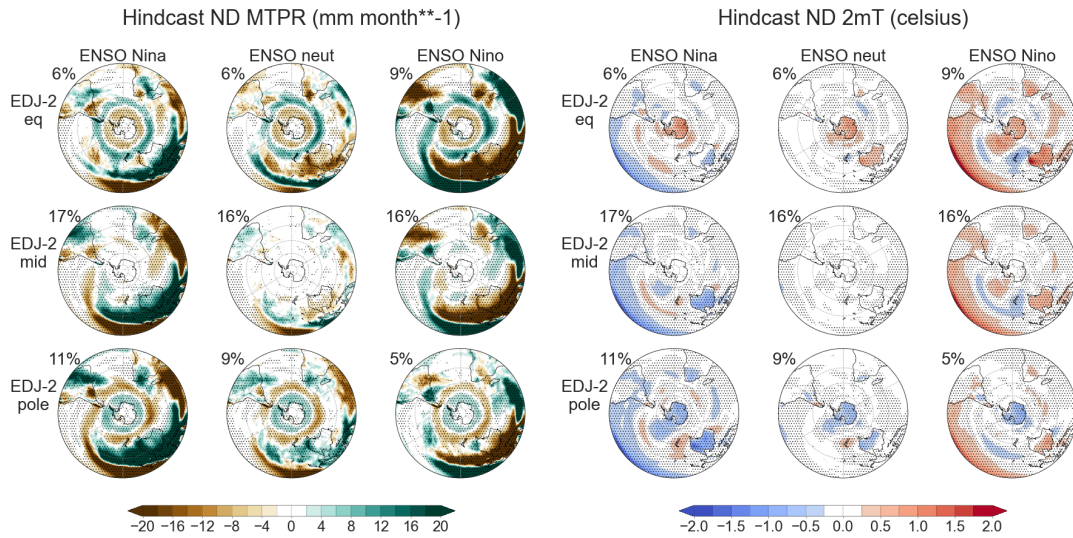 Hindcast ND MTPR (mm month**-1)
ENSO Nina ENSO neut ENSO Nino
EDJ-2 eq 6% 6% 9%
EDJ-2 mid 17% 16% 16%
EDJ-2 pole 11% 9% 5%
−20 −16 −12 −8 −4 0 4 8 12 16 20
Hindcast ND 2mT (celsius)
ENSO Nina ENSO neut ENSO Nino
EDJ-2 eq 6% 6% 9%
EDJ-2 mid 17% 16% 16%
EDJ-2 pole 11% 9% 5%
−2.0 −1.5 −1.0 −0.5 0.0 0.5 1.0 1.5 2.0